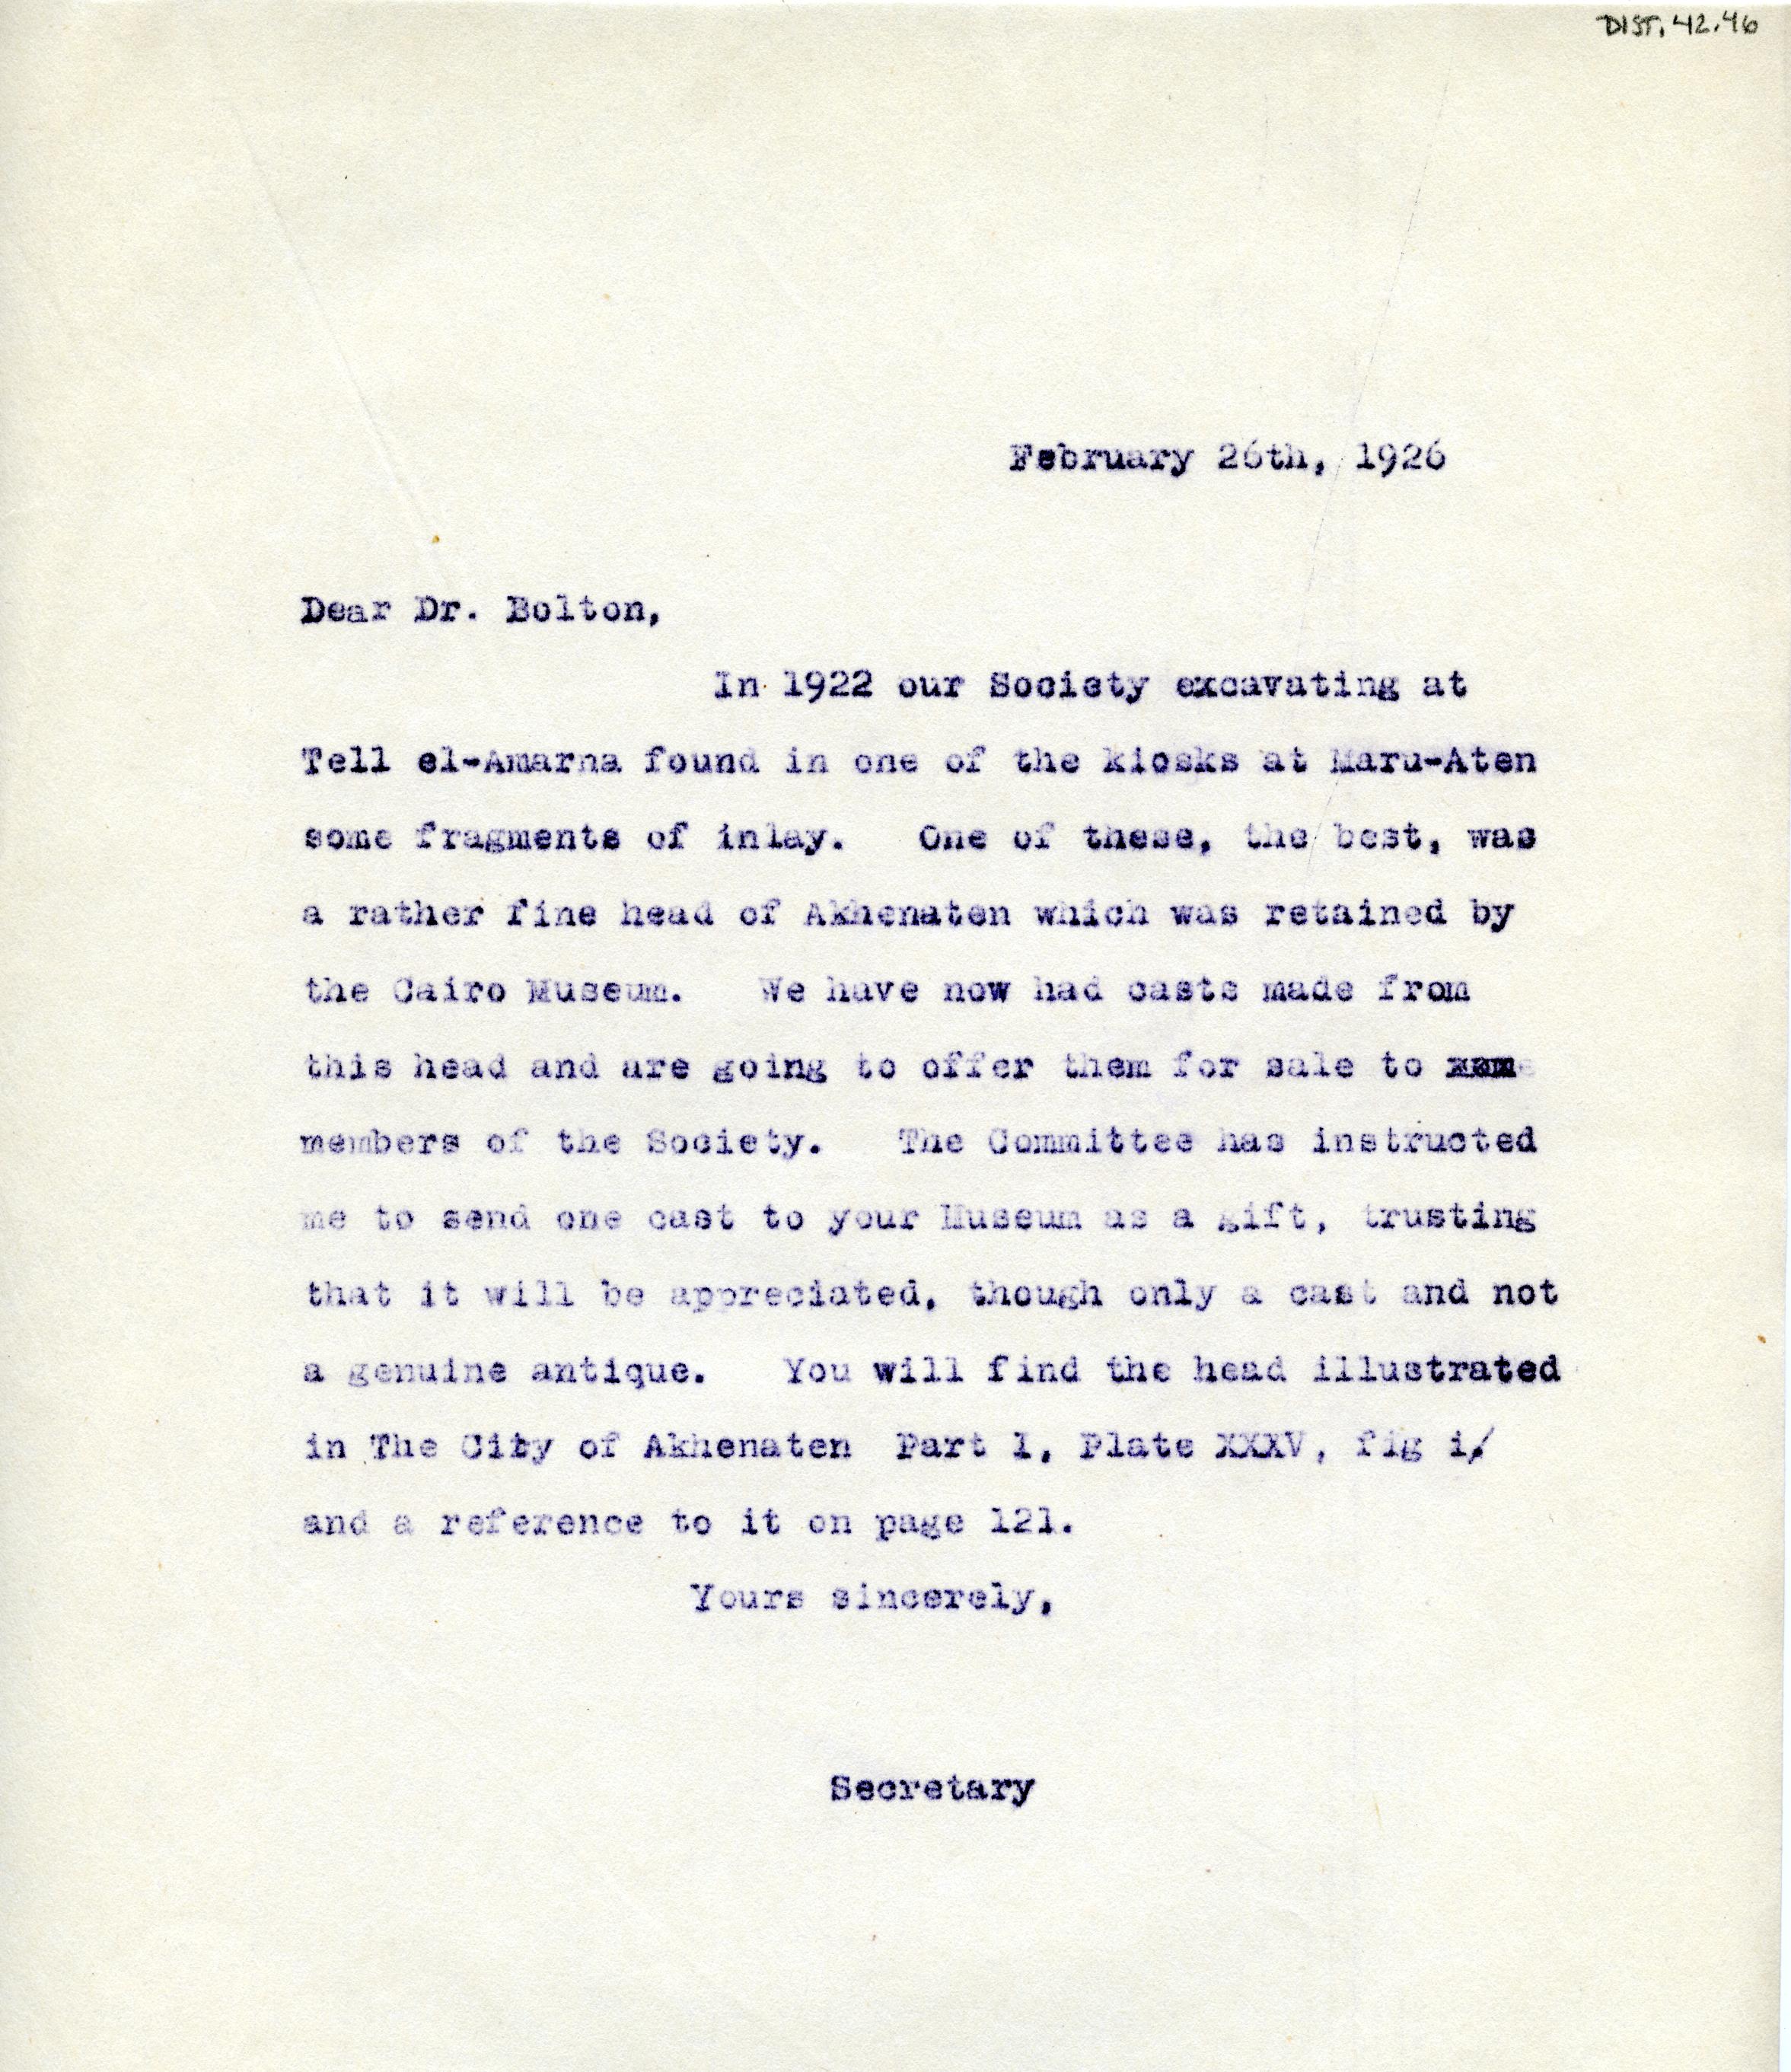 DIST. 42.46
February 26th, 1926
Dear Dr. Bolton,
In 1922 our Society excavating at
Tell el-Amarna found in one of the kiosks at Maru-Aten
some fragments of inlay. One of these, the best, was
a rather fine head of Akhenaten which was retained by
the Cairo Museum. We have now had casts made from
this head and are going to offer them for sale to
members of the Society. The Committee has instructed
me to send one cast to your Museum as a gift, trusting
that it will be appreciated, though only a cast and not
a genuine antique. You will find the head illustrated
in The City of Akhenaten Part 1, Plate XXXV, fig i/
and a reference to it on page 121.
Yours sincerely,
Secretary